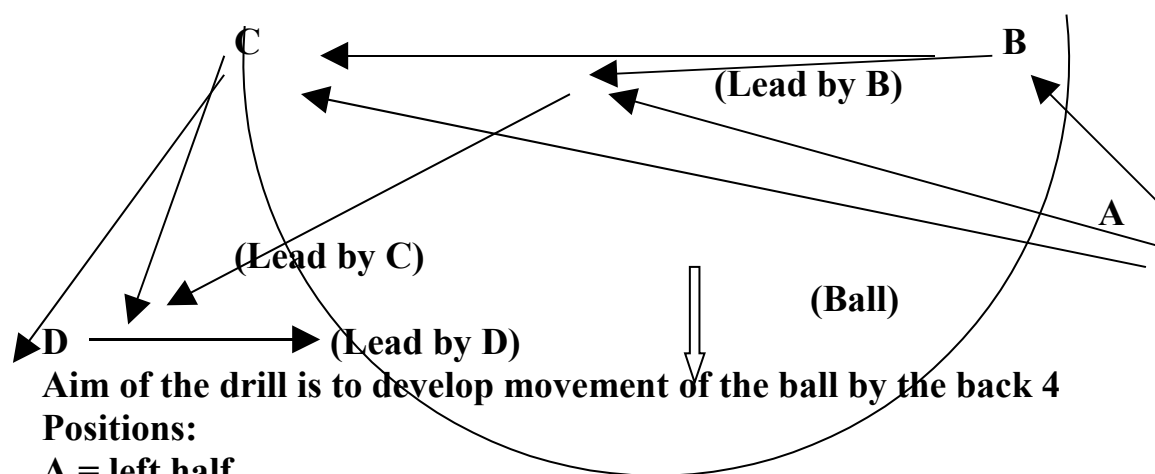 C B
(Lead by B)
A
(Lead by C)
(Ball)
D (Lead by D)
Aim of the drill is to develop movement of the ball by the back 4
Positions:
A = left half